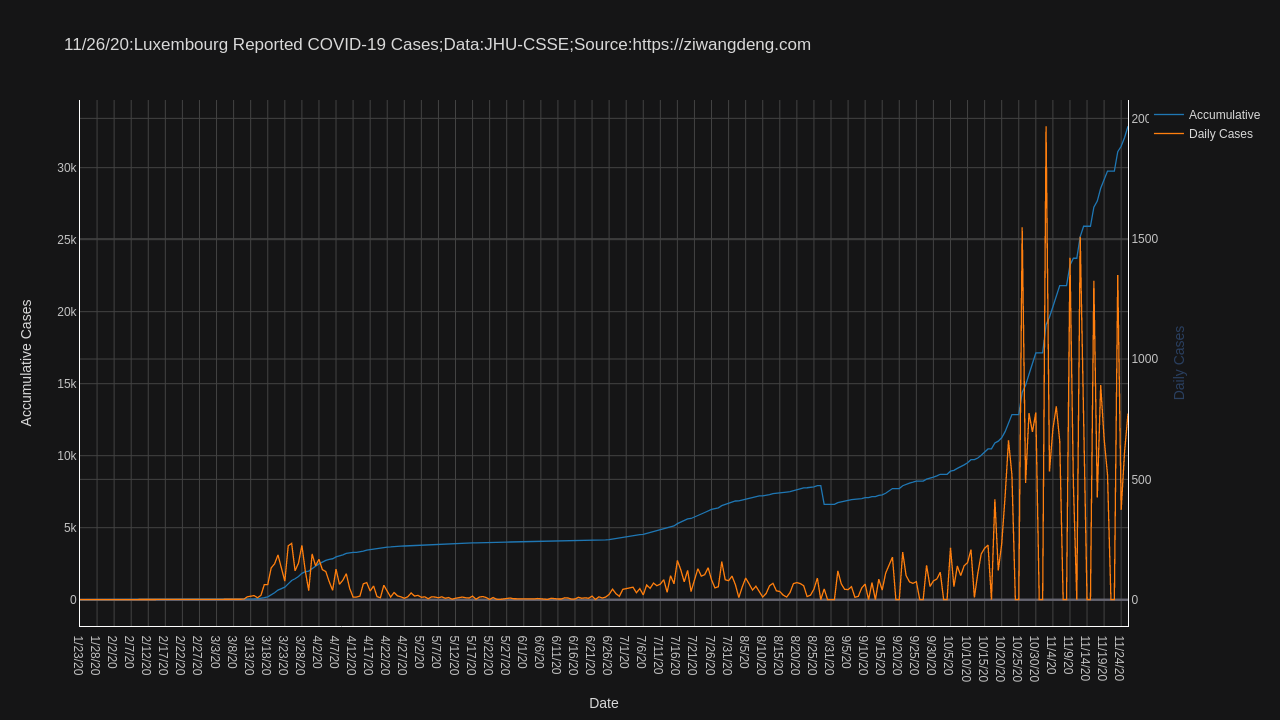 11/26/20:Luxembourg Reported COVID-19 Cases;Data:JHU-CSSE;Source:https://ziwangdeng.com
Accumulative
Daily Cases
30k
25k
20k
15k
10k
5k
0
Accumulative Cases
200
1500
1000
500
0
Daily Cases
1/23/20 1/28/20 2/2/20 2/7/20 2/12/20 2/17/20 2/22/20 2/27/20 3/3/20 3/8/20 3/13/20 3/18/20 3/23/20 3/28/20 4/2/20 4/7/20 4/12/20 4/17/20 4/22/20 4/27/20 5/2/20 5/7/20 5/12/20 5/17/20 5/22/20 5/27/20 6/1/20 6/6/20 6/11/20 6/16/20 6/21/20 6/26/20 7/1/20 7/6/20 7/11/20 7/16/20 7/21/20 7/26/20 7/31/20 8/5/20 8/10/20 8/15/20 8/20/20 8/25/20 8/31/20 9/5/20 9/10/20 9/15/20 9/20/20 9/25/20 9/30/20 10/5/20 10/10/20 10/15/20 10/20/20 10/25/20 10/30/20 11/4/20 11/9/20 11/14/20 11/19/20 11/24/20
Date